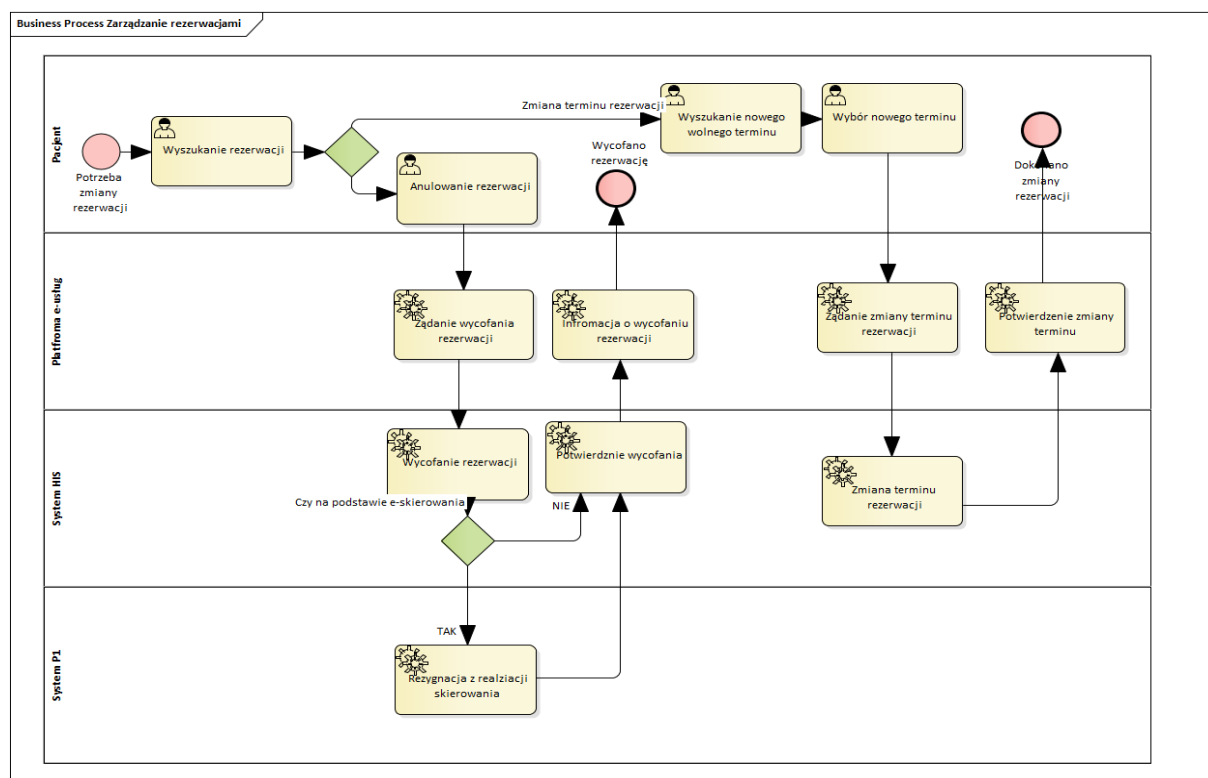 Business Process Zarządzanie rezerwacjami
Pacjent
Potrzeba
zmiany
rezerwacji
Wyszukanie rezerwacji
Zmiana terminu rezerwacji
Anulowanie rezerwacji
Wycofano
rezerwację
Wyszukanie nowego
wolnego terminu
Wybór nowego terminu
Dokonano
zmiany
rezerwacji
Platfroma e-usług
Żądanie wycofania
rezerwacji
Infromacja o wycofaniu
rezerwacji
Żądanie zmiany terminu
rezerwacji
Potwierdzenie zmiany
terminu
System HIS
Wycofanie rezerwacji
Potwierdznie wycofania
Czy na podstawie e-skierowania
NIE
Zmiana terminu
rezerwacji
System P1
TAK
Rezygnacja z realziacji
skierowania